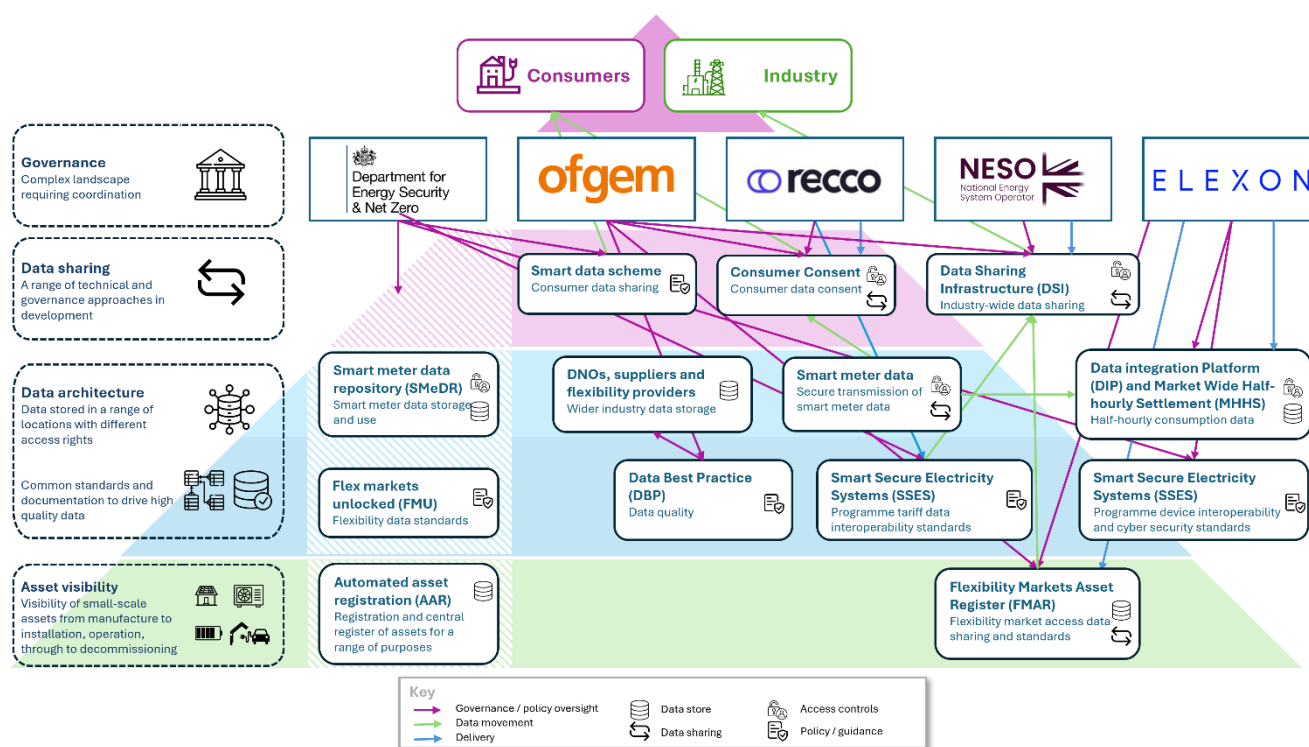 Consumers
Industry
Governance
Complex landscape
requiring coordination
Department for
Energy Security
& Net Zero
ofgem
recco
NESO
National Energy
System Operator
ELEXON
Data sharing
A range of technical and
governance approaches in
development
Smart data scheme
Consumer data sharing
Consumer Consent
Consumer data consent
Data Sharing
Infrastructure (DSI)
Industry-wide data sharing
Data architecture
Data stored in a range of
locations with different
access rights
Smart meter data
repository (SMeDR)
Smart meter data storage
and use
DNOs, suppliers and
flexibility providers
Wider industry data storage
Smart meter data
Secure transmission of
smart meter data
Data integration Platform
(DIP) and Market Wide Half-
hourly Settlement (MHHS)
Half-hourly consumption data
Common standards and
documentation to drive high
quality data
Flex markets
unlocked (FMU)
Flexibility data standards
Data Best Practice
(DBP)
Data quality
Smart Secure Electricity
Systems (SSES)
Programme tariff data
interoperability standards
Smart Secure Electricity
Systems (SSES)
Programme device interoperability
and cyber security standards
Asset visibility
Visibility of small-scale
assets from manufacture to
installation, operation,
through to decommissioning
Automated asset
registration (AAR)
Registration and central
register of assets for a
range of purposes
Flexibility Markets Asset
Register (FMAR)
Flexibility market access data
sharing and standards
Key
Governance / policy oversight
Data movement
Delivery
Data store
Data sharing
Access controls
Policy / guidance